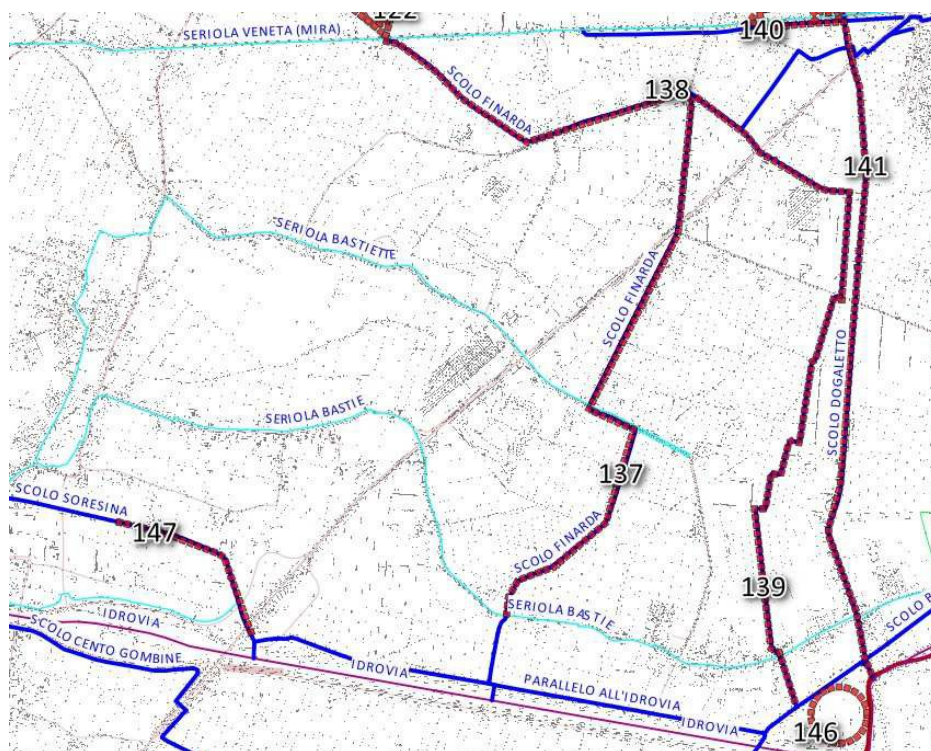 122
140
SERIOLA VENETA (MIRA)
SCOLO FINARDA
138
141
SERIOLA BASTIETTE
SCOLO FINARDA
SCOLO DOGALETTO
SERIOLA BASTIE
137
SCOLO SORESINA
147
SCOLO FINARDA
139
SERIOLA BASTIE
SCOLO B
IDROVIA
SCOLO CENTO GOMBINE
IDROVIA
PARALLELO ALL'IDROVIA
IDROVIA
146